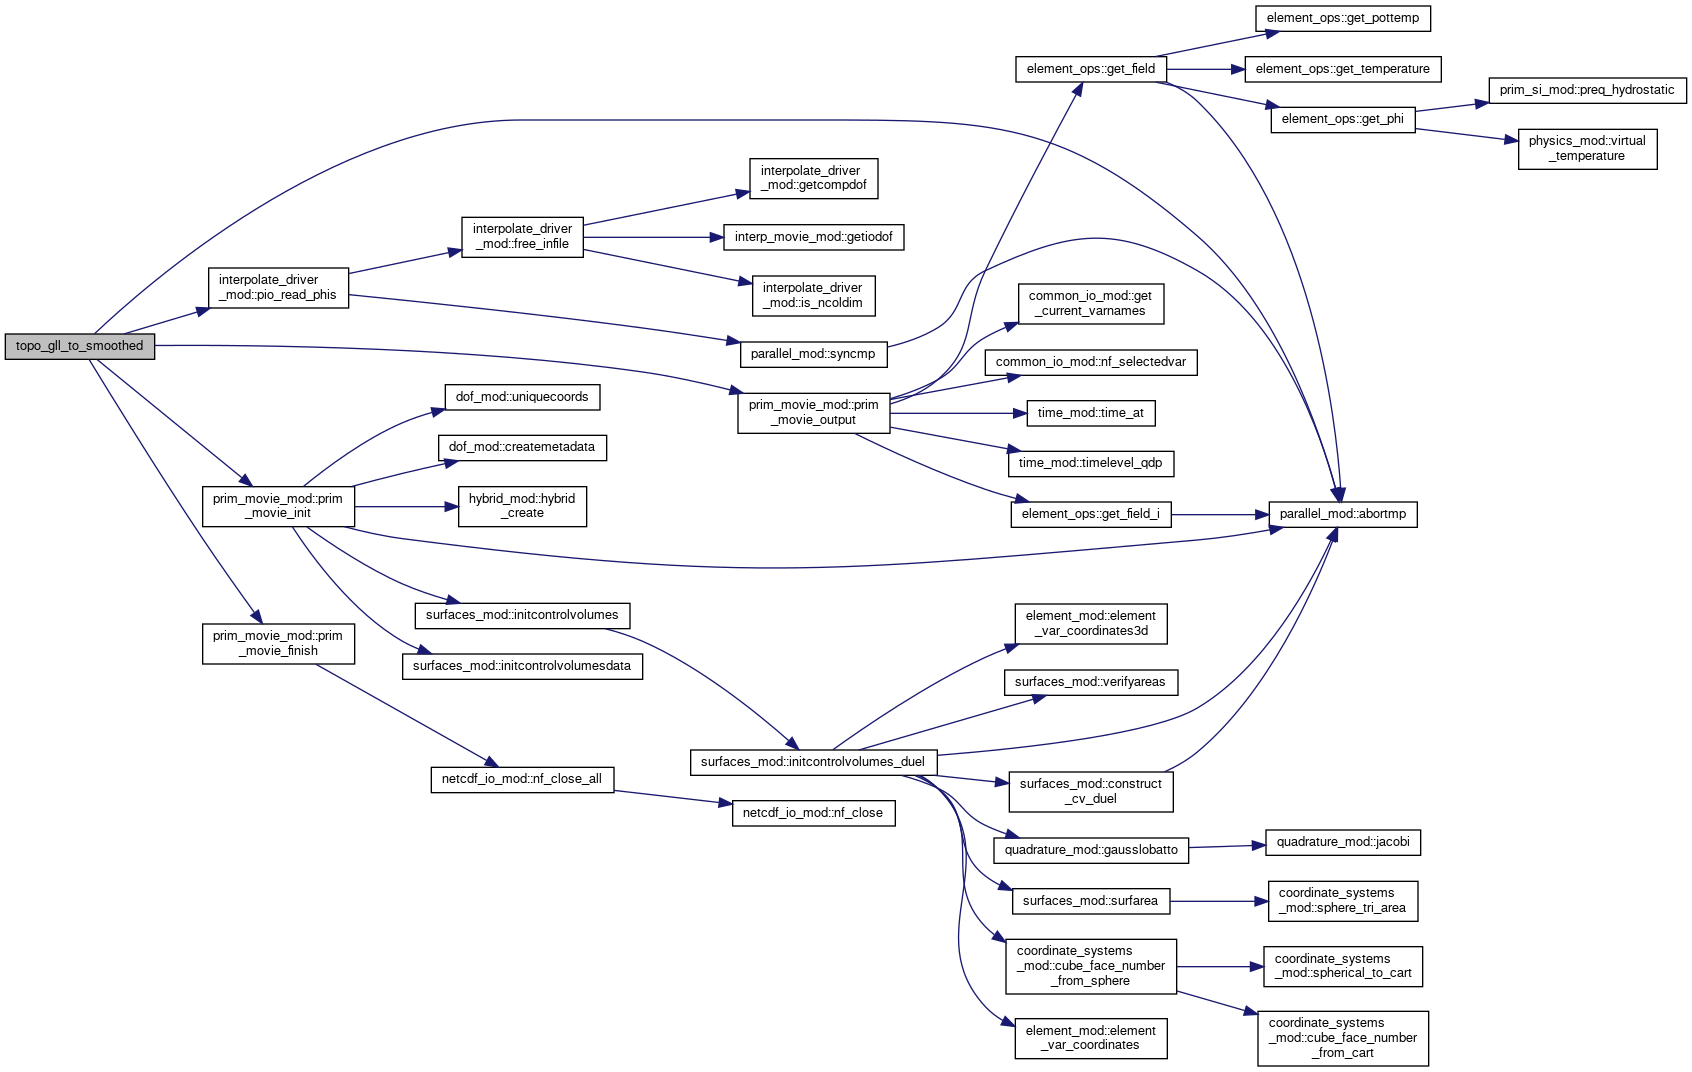 topo_gll_to_smoothed
interpolate_driver
_mod::pio_read_phis
prim_movie_mod::prim
_movie_init
prim_movie_mod::prim
_movie_finish
interpolate_driver
_mod::free_infile
dof_mod::uniquecoords
dof_mod::createmetadata
hybrid_mod::hybrid
_create
surfaces_mod::initcontrolvolumes
surfaces_mod::initcontrolvolumesdata
netcdf_io_mod::nf_close_all
interpolate_driver
_mod::getcompdof
interp_movie_mod::getiodof
interpolate_driver
_mod::is_ncoldim
parallel_mod::syncmp
prim_movie_mod::prim
_movie_output
surfaces_mod::initcontrolvolumes_duel
netcdf_io_mod::nf_close
element_ops::get_field
common_io_mod::get
_current_varnames
common_io_mod::nf_selectedvar
time_mod::time_at
time_mod::timelevel_qdp
element_ops::get_field_i
element_mod::element
_var_coordinates3d
surfaces_mod::verifyareas
surfaces_mod::construct
_cv_duel
quadrature_mod::gausslobatto
surfaces_mod::surfarea
coordinate_systems
_mod::cube_face_number
_from_sphere
element_mod::element
_var_coordinates
element_ops::get_pottemp
element_ops::get_temperature
element_ops::get_phi
parallel_mod::abortmp
quadrature_mod::jacobi
coordinate_systems
_mod::sphere_tri_area
coordinate_systems
_mod::spherical_to_cart
coordinate_systems
_mod::cube_face_number
_from_cart
prim_si_mod::preq_hydrostatic
physics_mod::virtual
_temperature